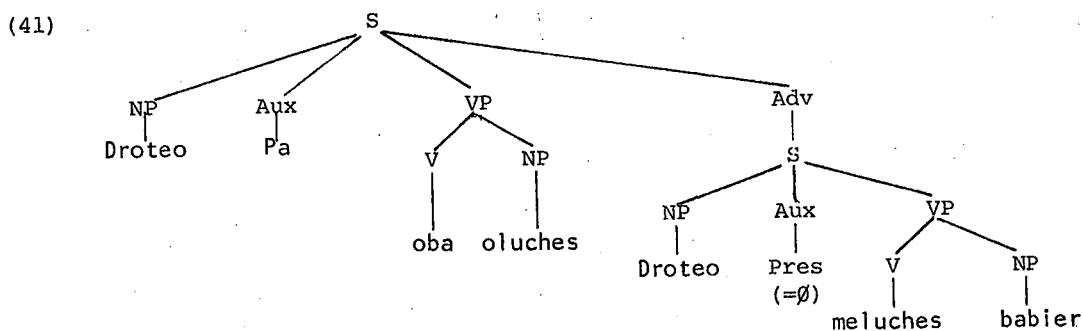 (41)
S
NP Aux VP Adv
Droteo Pa
V NP S
oba oluches
NP Aux VP
Droteo Pres V NP
(=Ø)
meluches babier